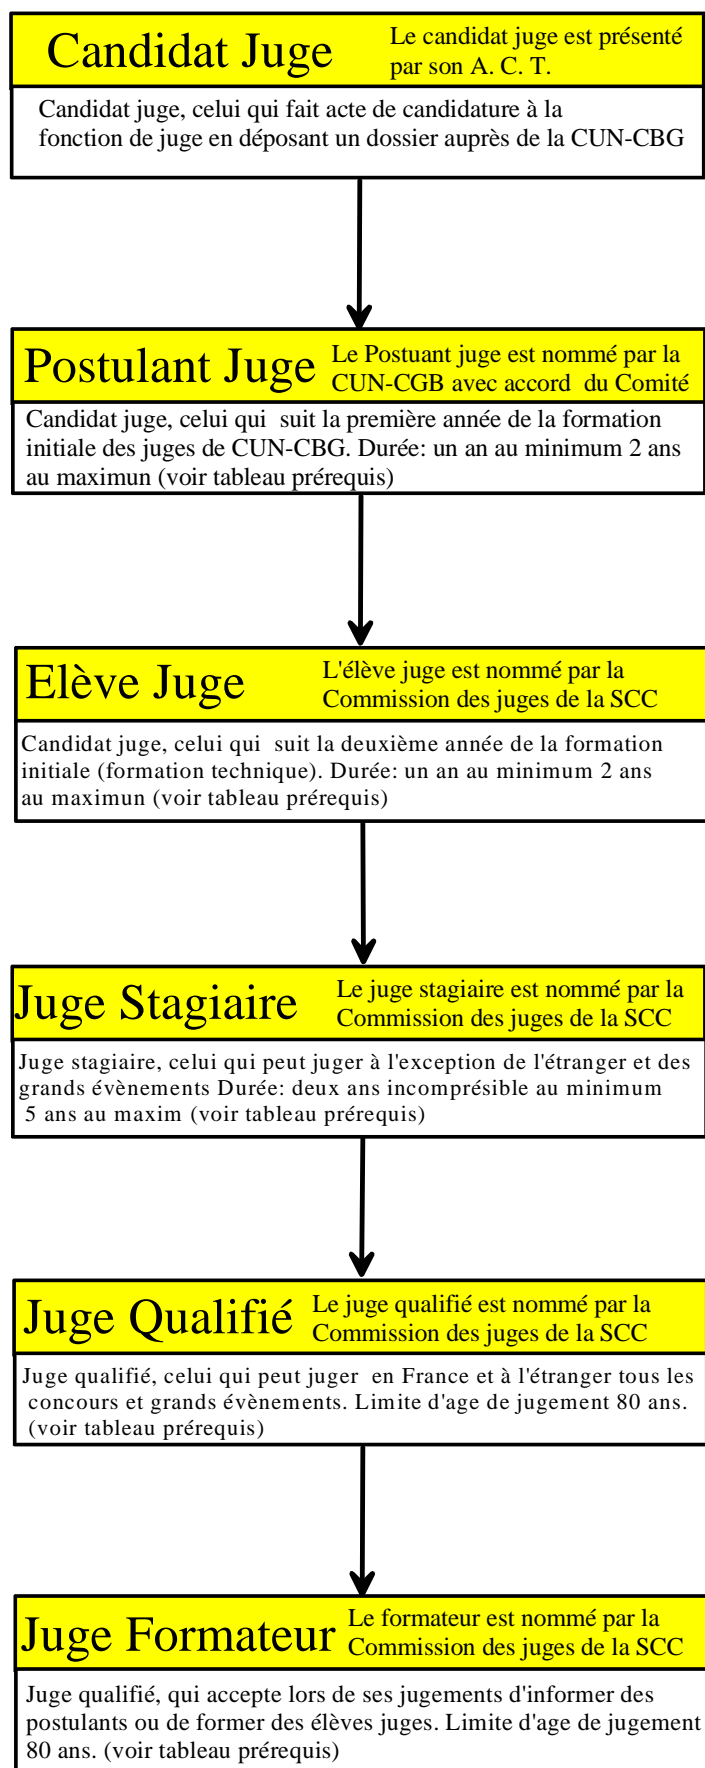 Candidat Juge
Le candidat juge est présenté
par son A. C. T.
Candidat juge, celui qui fait acte de candidature à la
fonction de juge en déposant un dossier auprès de la CUN-CBG
Postulant Juge
Le Postuant juge est nommé par la
CUN-CGB avec accord du Comité
Candidat juge, celui qui suit la première année de la formation
initiale des juges de CUN-CBG. Durée: un an au minimum 2 ans
au maximun (voir tableau prérequis)
Elève Juge
L'élève juge est nommé par la
Commission des juges de la SCC
Candidat juge, celui qui suit la deuxième année de la formation
initiale (formation technique). Durée: un an au minimum 2 ans
au maximun (voir tableau prérequis)
Juge Stagiaire
Le juge stagiaire est nommé par la
Commission des juges de la SCC
Juge stagiaire, celui qui peut juger à l'exception de l'étranger et des
grands évènements Durée: deux ans incomprésible au minimum
5 ans au maxim (voir tableau prérequis)
Juge Qualifié
Le juge qualifié est nommé par la
Commission des juges de la SCC
Juge qualifié, celui qui peut juger en France et à l'étranger tous les
concours et grands évènements. Limite d'age de jugement 80 ans.
(voir tableau prérequis)
Juge Formateur
Le formateur est nommé par la
Commission des juges de la SCC
Juge qualifié, qui accepte lors de ses jugements d'informer des
postulants ou de former des élèves juges. Limite d'age de jugement
80 ans. (voir tableau prérequis)